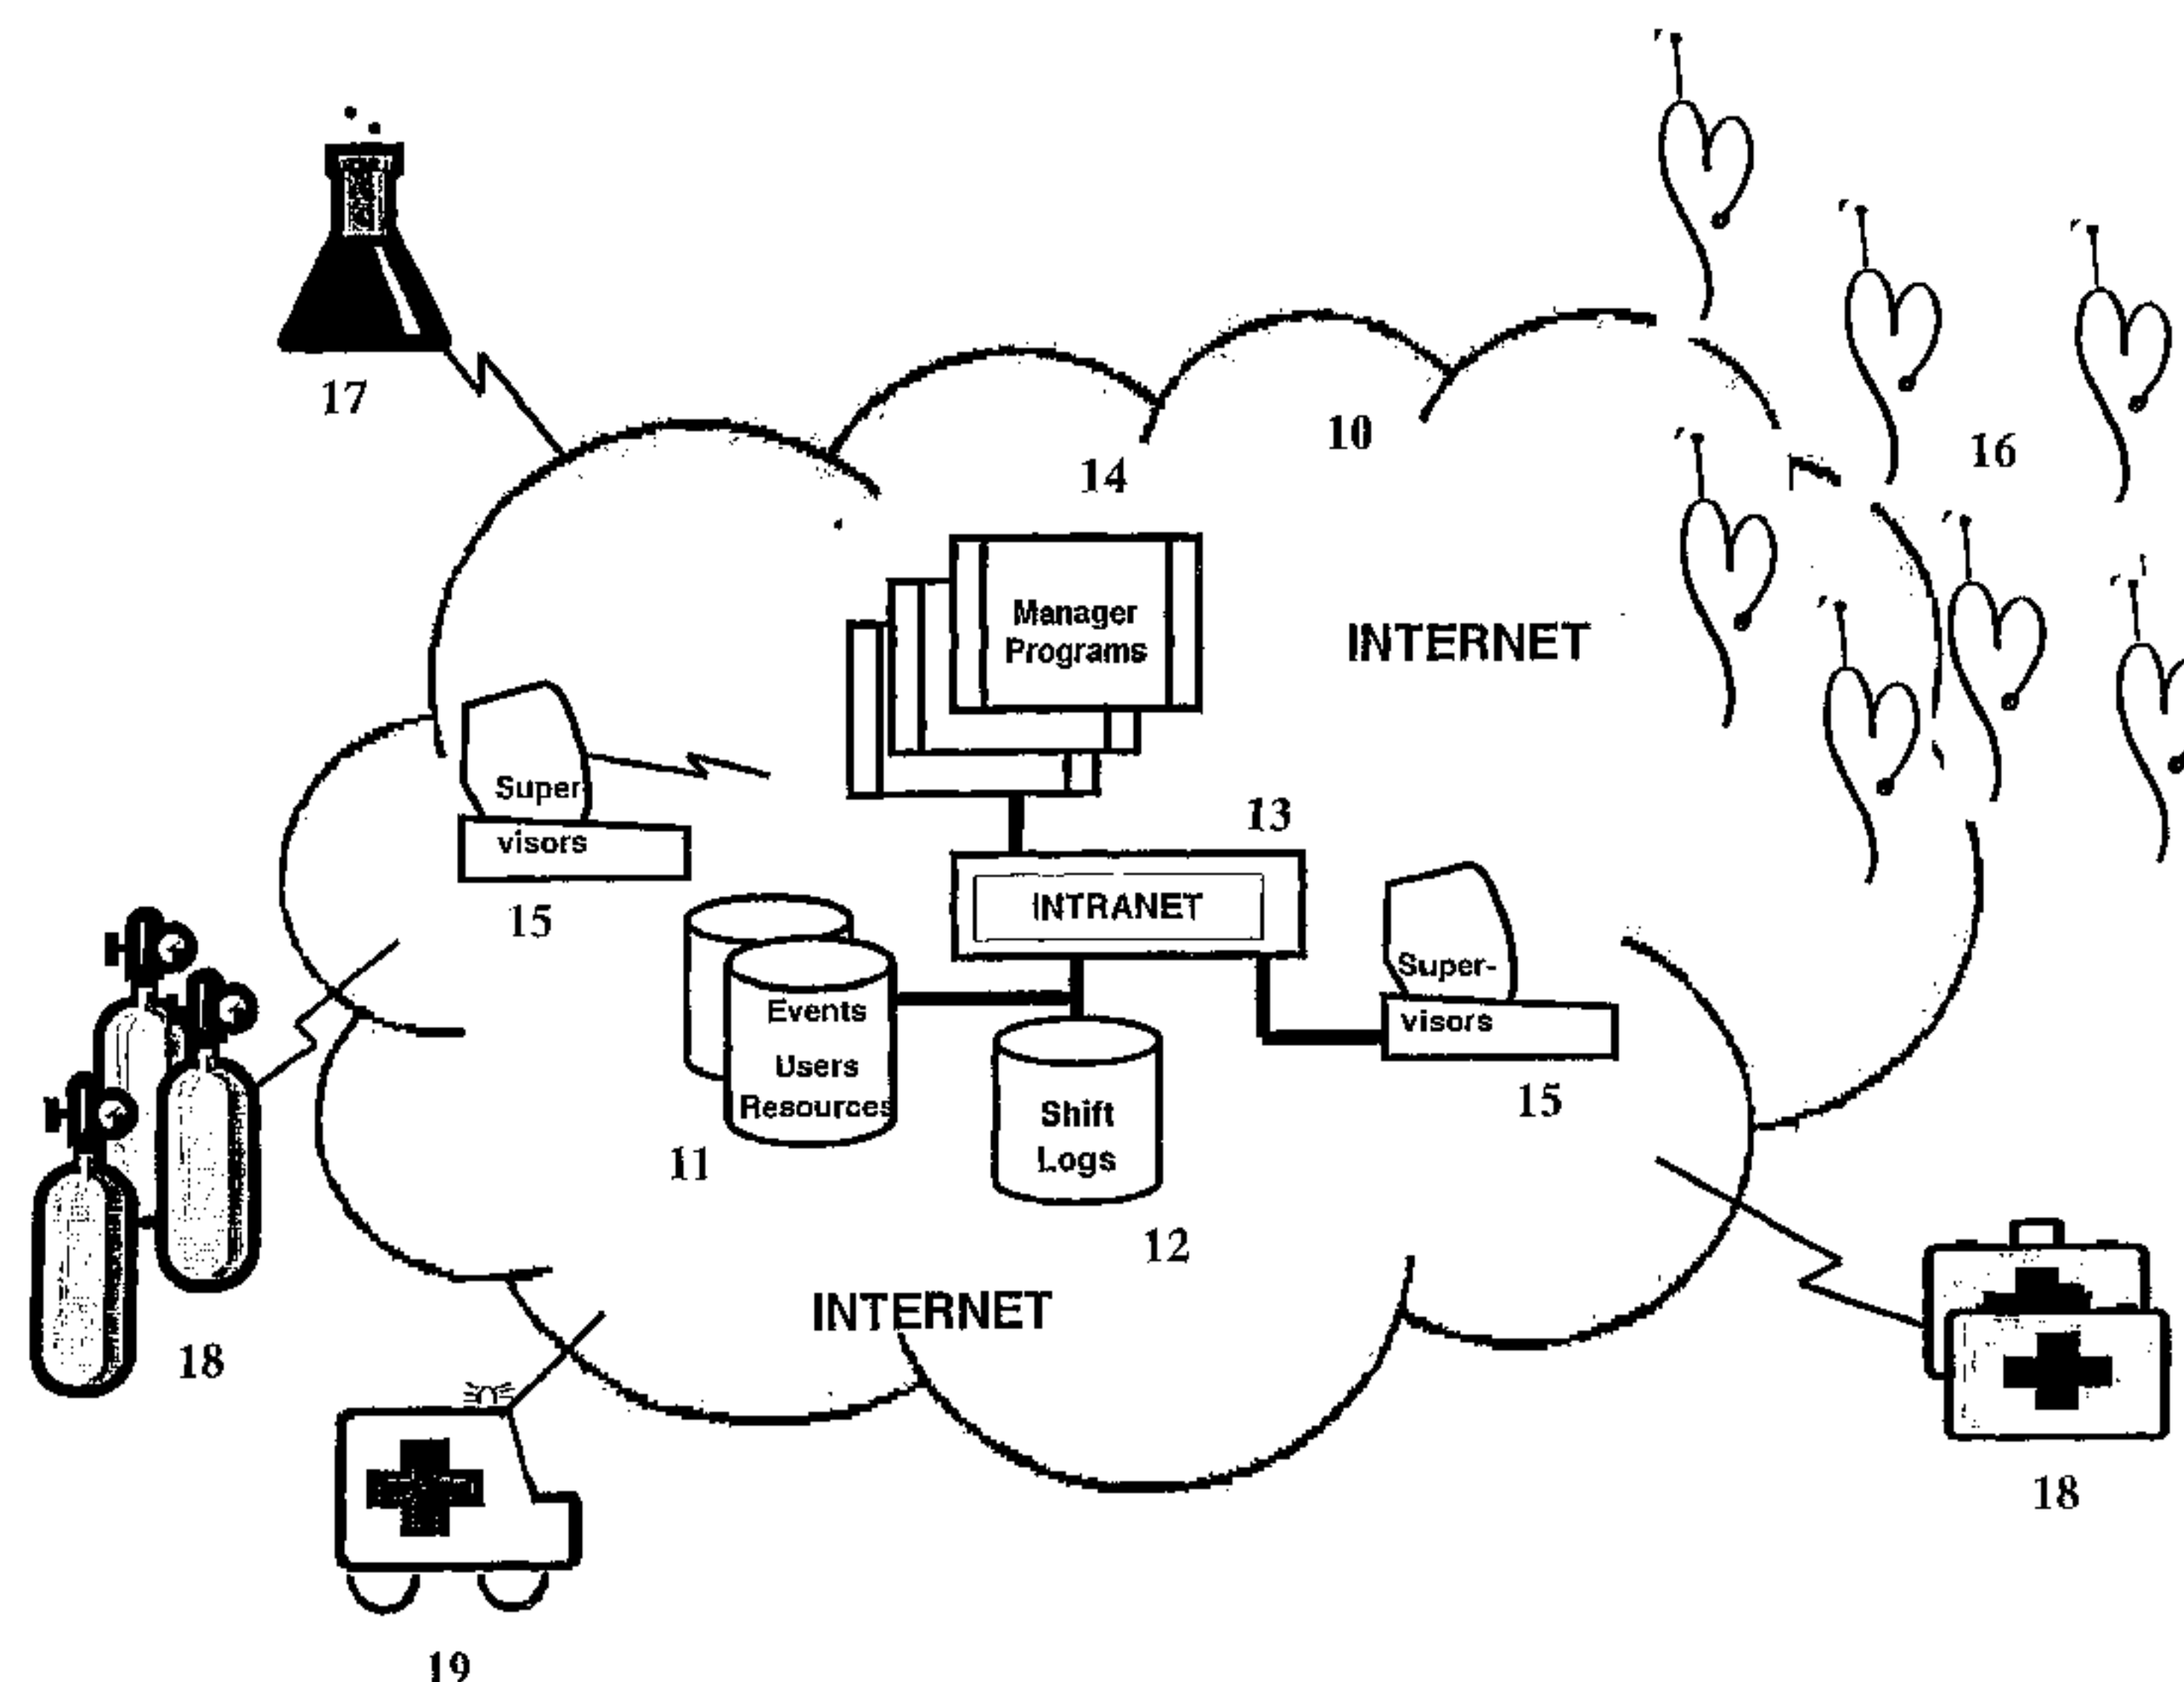 17
10
14
16
Manager
Programs
INTERNET
Super
visors
13
15
INTRANET
Super-
visors
Events
Users
Resources
15
Shift
Logs
11
12
INTERNET
18
18
19